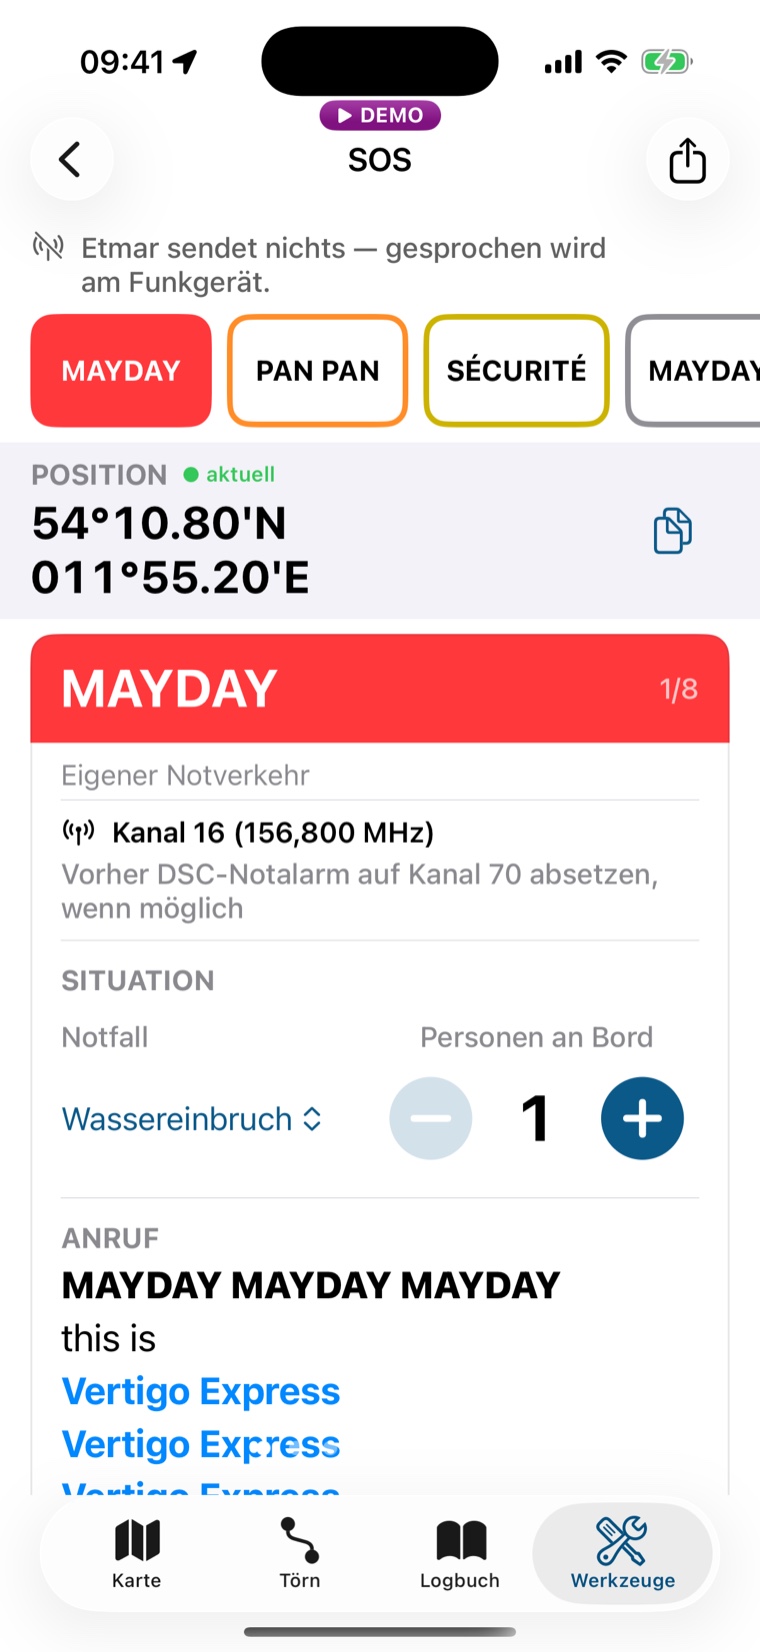 09:41
DEMO
SOS
Etmar sendet nichts — gesprochen wird
am Funkgerät.
MAYDAY
PAN PAN
SÉCURITÉ
MAYDAY
POSITION
aktuell
54°10.80'N
011°55.20'E
MAYDAY
1/8
Eigener Notverkehr
Kanal 16 (156,800 MHz)
Vorher DSC-Notalarm auf Kanal 70 absetzen,
wenn möglich
SITUATION
Notfall
Personen an Bord
Wassereinbruch
1
ANRUF
MAYDAY MAYDAY MAYDAY
this is
Vertigo Express
Vertigo Express
Vertigo Express
Karte
Törn
Logbuch
Werkzeuge